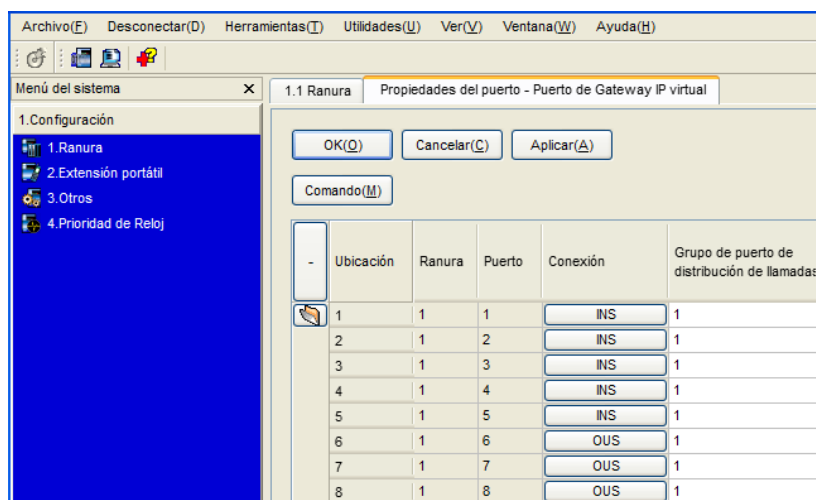 Archivo(F) Desconectar(D) Herramientas(T) Utilidades(U) Ver(V) Ventana(W) Ayuda(H)
Menú del sistema X
1.1 Ranura Propiedades del puerto - Puerto de Gateway IP virtual
1.Configuración
1.Ranura
2.Extensión portátil
3.Otros
4.Prioridad de Reloj
OK(O) Cancelar(C) Aplicar(A)
Comando(M)
- Ubicación Ranura Puerto Conexión Grupo de puerto de
distribución de llamadas
1 1 1 INS 1
2 1 2 INS 1
3 1 3 INS 1
4 1 4 INS 1
5 1 5 INS 1
6 1 6 OUS 1
7 1 7 OUS 1
8 1 8 OUS 1